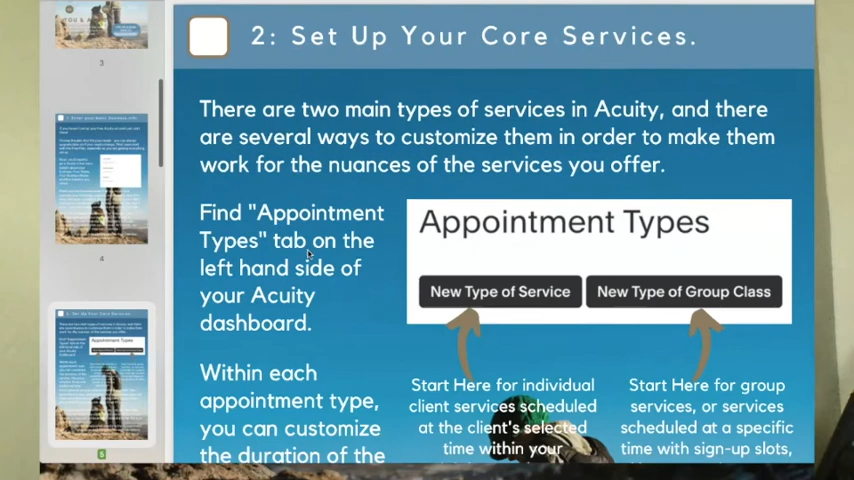 2: Set Up Your Core Services.
There are two main types of services in Acuity, and there
are several ways to customize them in order to make them
work for the nuances of the services you offer.
Find "Appointment
Types" tab on the
left hand side of
your Acuity
dashboard.
Within each
appointment type,
you can customize
the duration of the
Appointment Types
New Type of Service
New Type of Group Class
Start Here for individual
client services scheduled
at the client's selected
time within your
Start Here for group
services, or services
scheduled at a specific
time with sign-up slots,
3
4
5